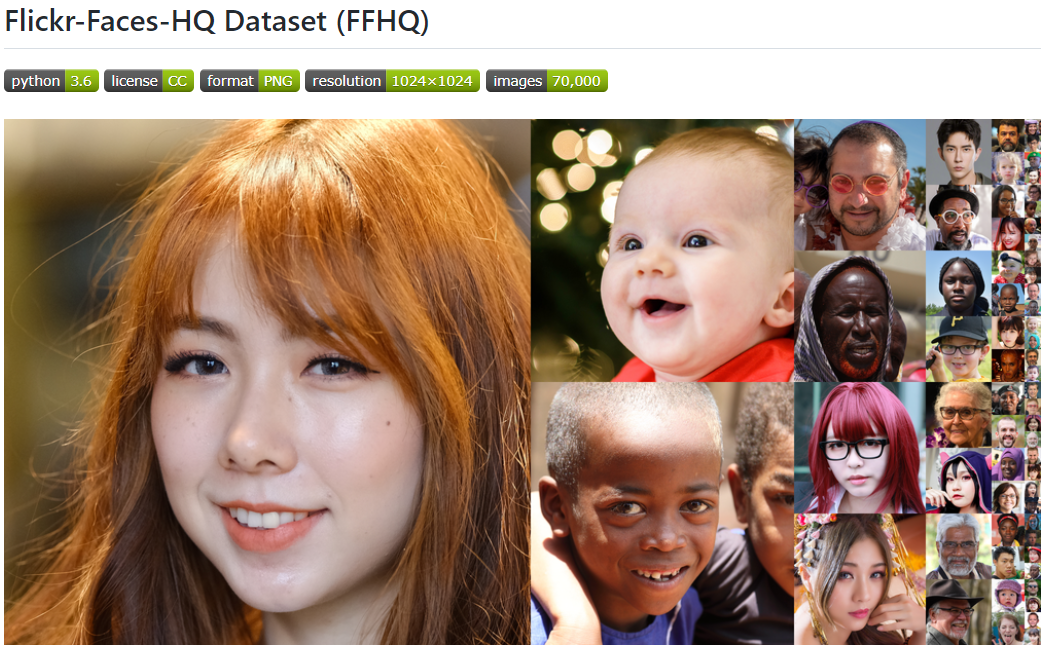 Flickr-Faces-HQ Dataset (FFHQ)
python 3.6 license CC format PNG resolution 1024×1024 images 70,000